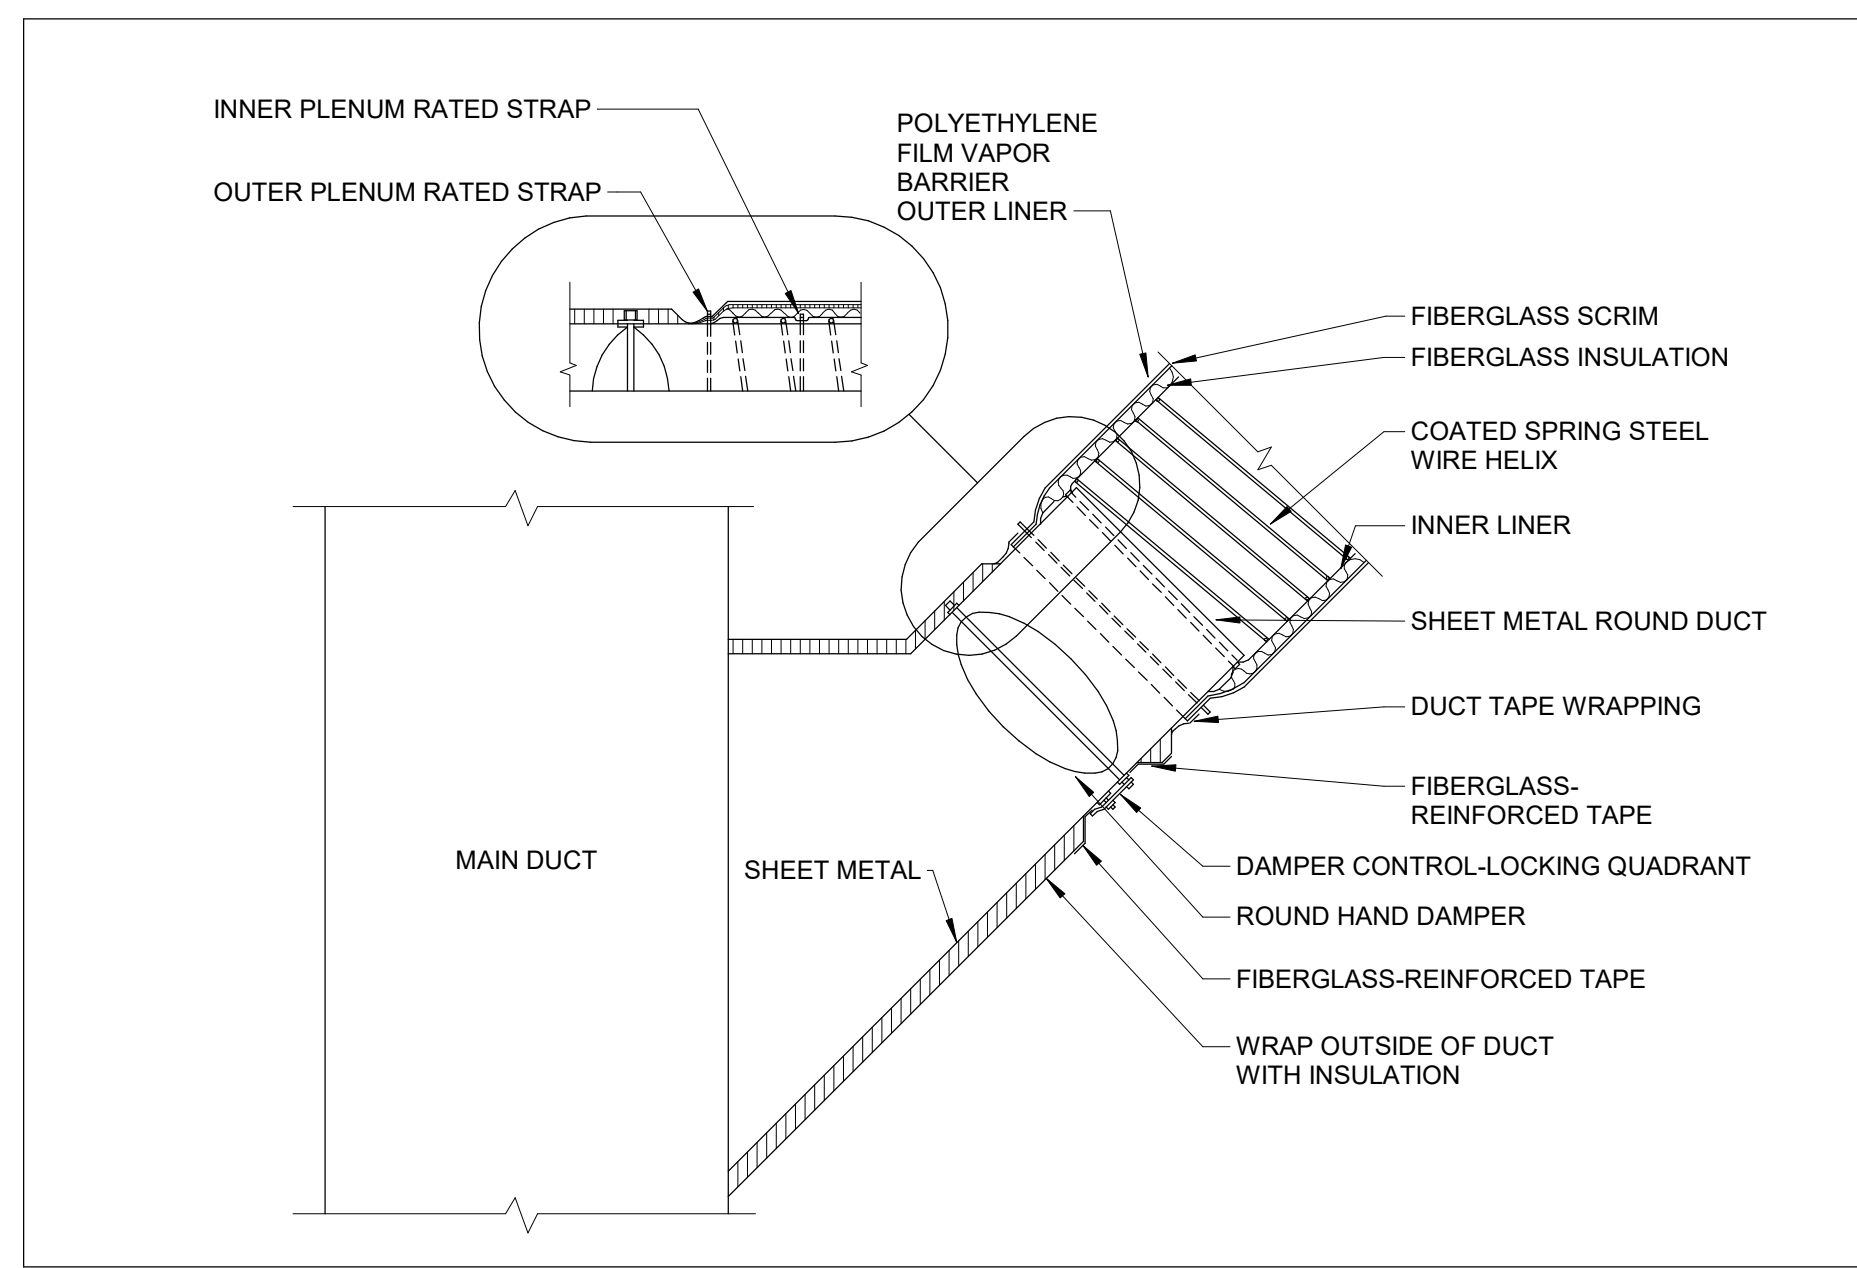 INNER PLENUM RATED STRAP
OUTER PLENUM RATED STRAP
POLYETHYLENE
FILM VAPOR
BARRIER
OUTER LINER
FIBERGLASS SCRIM
FIBERGLASS INSULATION
COATED SPRING STEEL
WIRE HELIX
INNER LINER
SHEET METAL ROUND DUCT
DUCT TAPE WRAPPING
FIBERGLASS-
REINFORCED TAPE
MAIN DUCT
SHEET METAL
DAMPER CONTROL-LOCKING QUADRANT
ROUND HAND DAMPER
FIBERGLASS-REINFORCED TAPE
WRAP OUTSIDE OF DUCT
WITH INSULATION